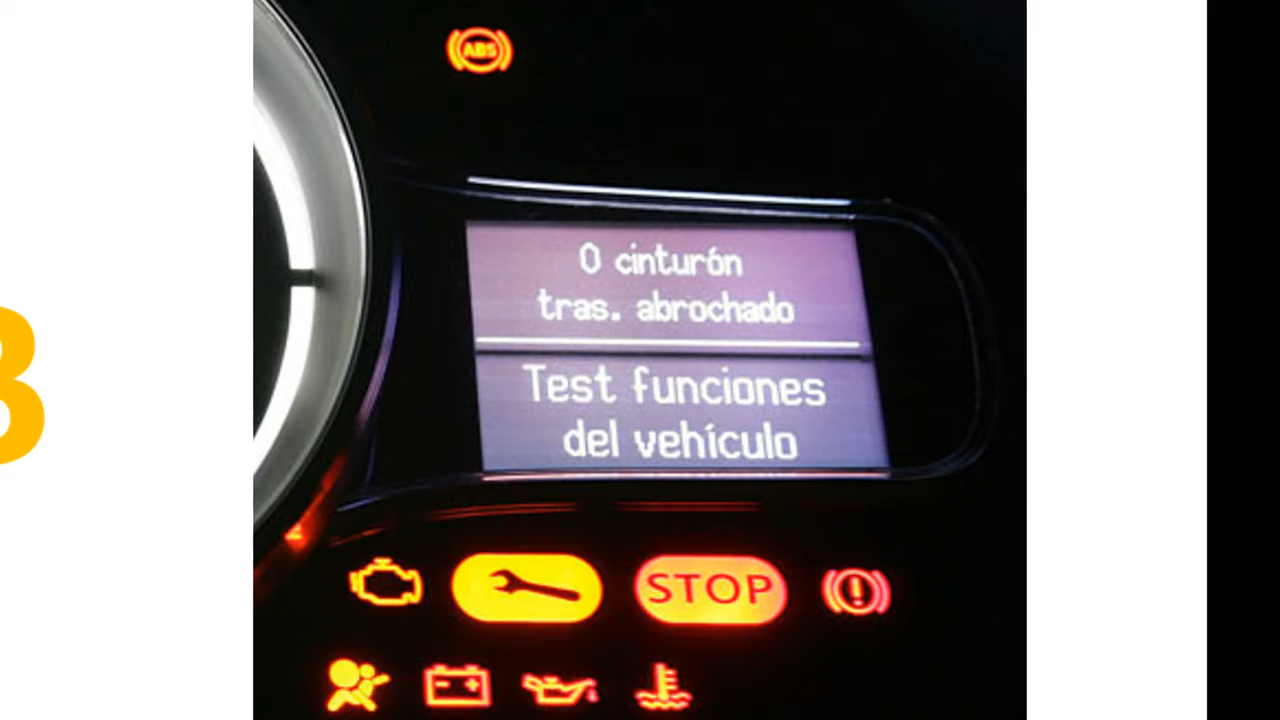 ABS
0 cinturón
tras. abrochado
Test funciones
del vehículo
STOP